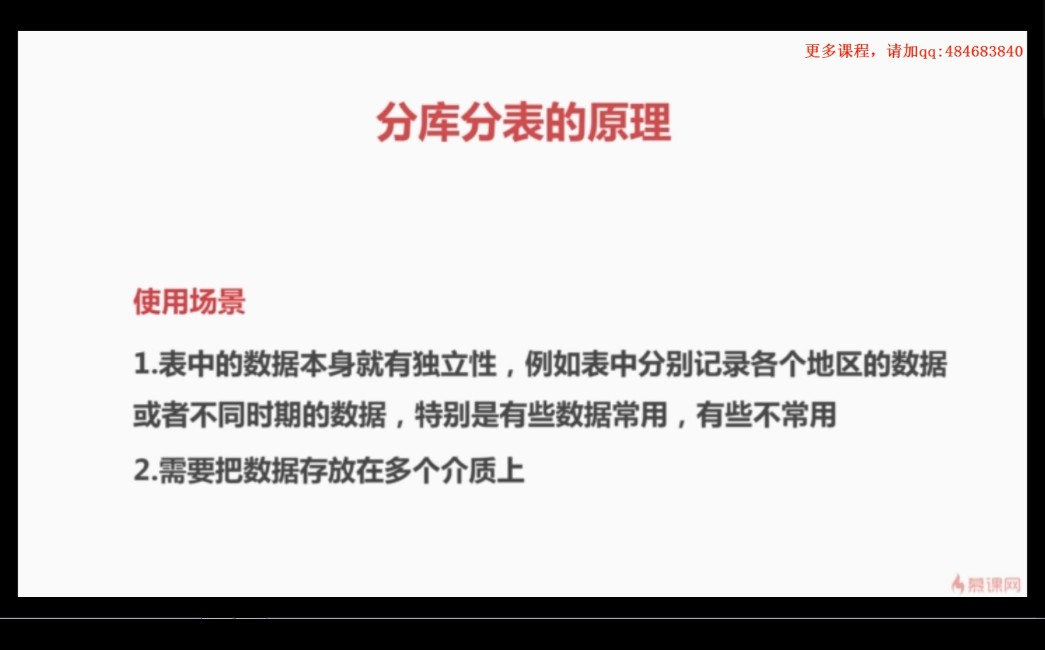 更多课程，请加qq:484683840
分库分表的原理
使用场景
1.表中的数据本身就有独立性，例如表中分别记录各个地区的数据
或者不同时期的数据，特别是有些数据常用，有些不常用
2.需要把数据存放在多个介质上
慕课网